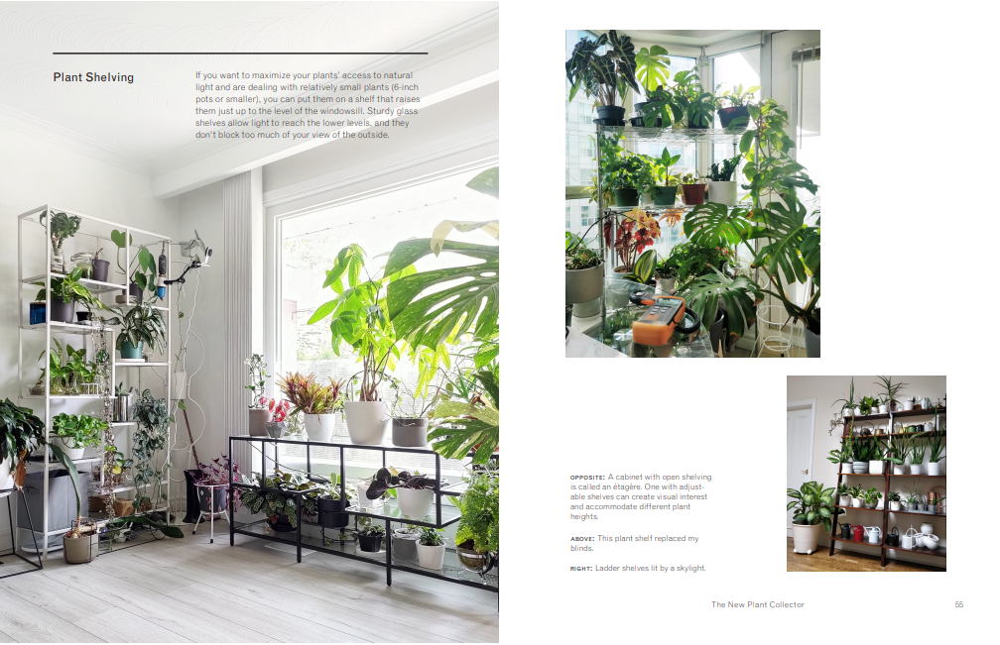 Plant Shelving
If you want to maximize your plants' access to natural
light and are dealing with relatively small plants (6-inch
pots or smaller), you can put them on a shelf that raises
them just up to the level of the windowsill. Sturdy glass
shelves allow light to reach the lower levels, and they
don't block too much of your view of the outside.
OPPOSITE: A cabinet with open shelving
is called an étagère. One with adjust-
able shelves can create visual interest
and accommodate different plant
heights.
ABOVE: This plant shelf replaced my
blinds.
RIGHT: Ladder shelves lit by a skylight.
The New Plant Collector
55